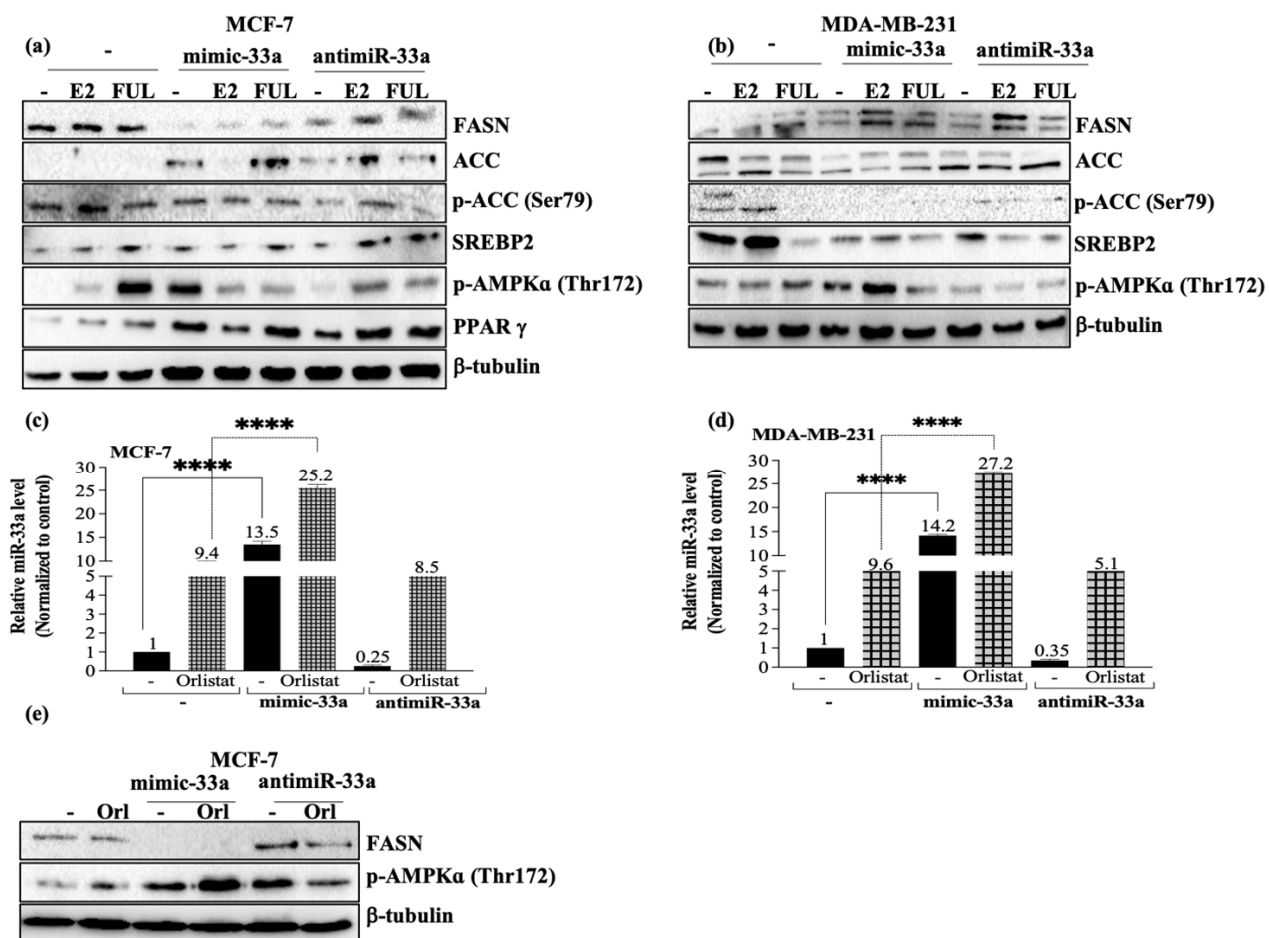 (a)
MCF-7
- mimic-33a antimiR-33a
- E2 FUL - E2 FUL - E2 FUL
FASN
ACC
p-ACC (Ser79)
SREBP2
p-AMPKα (Thr172)
PPAR γ
β-tubulin
(b)
MDA-MB-231
- mimic-33a antimiR-33a
- E2 FUL - E2 FUL - E2 FUL
FASN
ACC
p-ACC (Ser79)
SREBP2
p-AMPKα (Thr172)
β-tubulin
(c)
MCF-7
Relative miR-33a level
(Normalized to control)
30
25
20
15
10
5
4
3
2
1
0
****
****
1
9.4
13.5
25.2
0.25
8.5
- Orlistat - Orlistat - Orlistat
- mimic-33a antimiR-33a
(d)
MDA-MB-231
Relative miR-33a level
(Normalized to control)
30
25
20
15
10
5
4
3
2
1
0
****
****
1
9.6
14.2
27.2
0.35
5.1
- Orlistat - Orlistat - Orlistat
- mimic-33a antimiR-33a
(e)
MCF-7
mimic-33a antimiR-33a
- Orl - Orl - Orl
FASN
p-AMPKα (Thr172)
β-tubulin